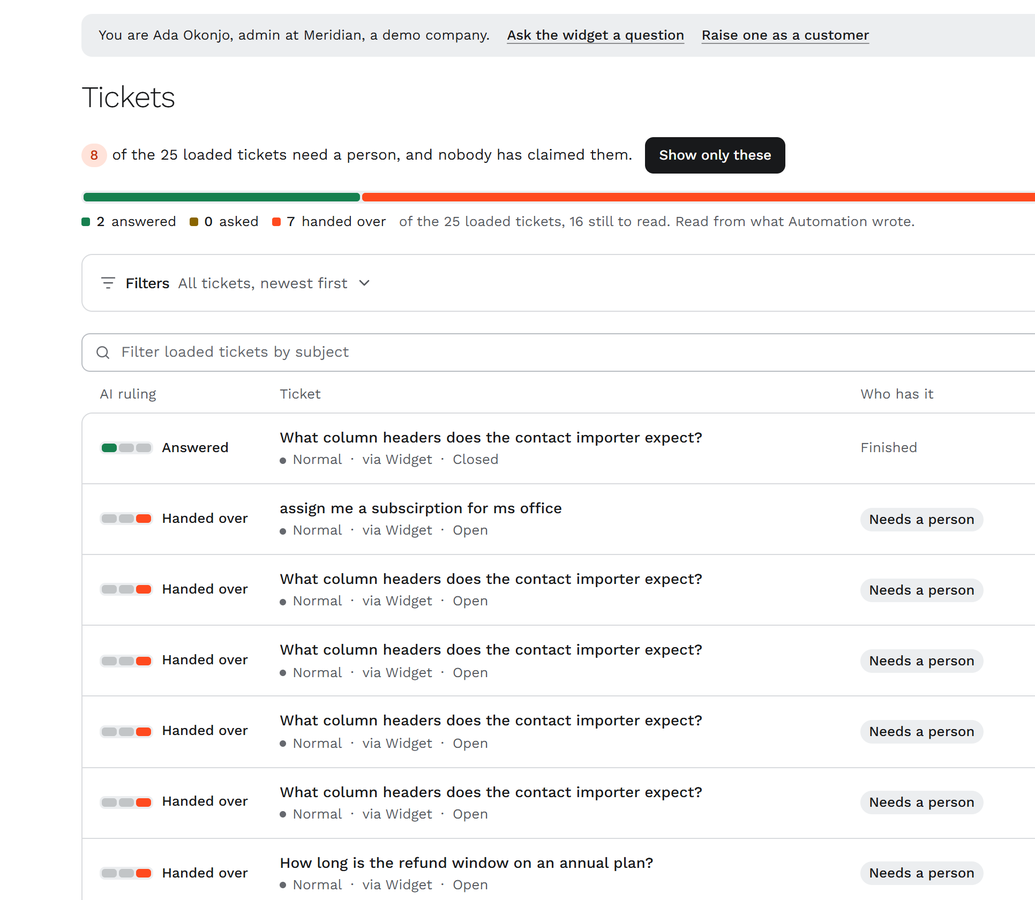 You are Ada Okonjo, admin at Meridian, a demo company. Ask the widget a question Raise one as a customer
Tickets
8 of the 25 loaded tickets need a person, and nobody has claimed them. Show only these
2 answered 0 asked 7 handed over of the 25 loaded tickets, 16 still to read. Read from what Automation wrote.
Filters All tickets, newest first
Filter loaded tickets by subject
AI ruling Ticket Who has it
What column headers does the contact importer expect?
Answered Finished
Normal · via Widget · Closed
assign me a subscirption for ms office
Handed over Needs a person
Normal · via Widget · Open
What column headers does the contact importer expect?
Handed over Needs a person
Normal · via Widget · Open
What column headers does the contact importer expect?
Handed over Needs a person
Normal · via Widget · Open
What column headers does the contact importer expect?
Handed over Needs a person
Normal · via Widget · Open
What column headers does the contact importer expect?
Handed over Needs a person
Normal · via Widget · Open
How long is the refund window on an annual plan?
Handed over Needs a person
Normal · via Widget · Open